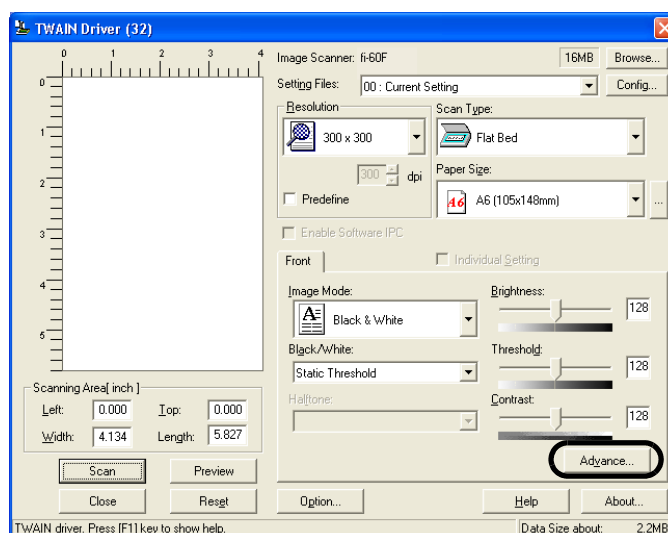 TWAIN Driver (32)
0 1 2 3 4
0
1
2
3
4
5
Image Scanner: fi-60F 16MB Browse...
Setting Files: 00 : Current Setting Config...
Resolution
300 x 300
300 dpi
Predefine
Scan Type:
Flat Bed
Paper Size:
A6 A6 (105x148mm) ...
Enable Software IPC
Front Individual Setting
Image Mode:
Black & White
Black/White:
Static Threshold
Halftone:
Brightness:
128
Threshold:
128
Contrast:
128
Advance...
Scanning Area[ inch ]
Left: 0.000 Top: 0.000
Width: 4.134 Length: 5.827
Scan Preview
Close Reset Option... Help About...
TWAIN driver. Press [F1] key to show help. Data Size about: 2.2MB